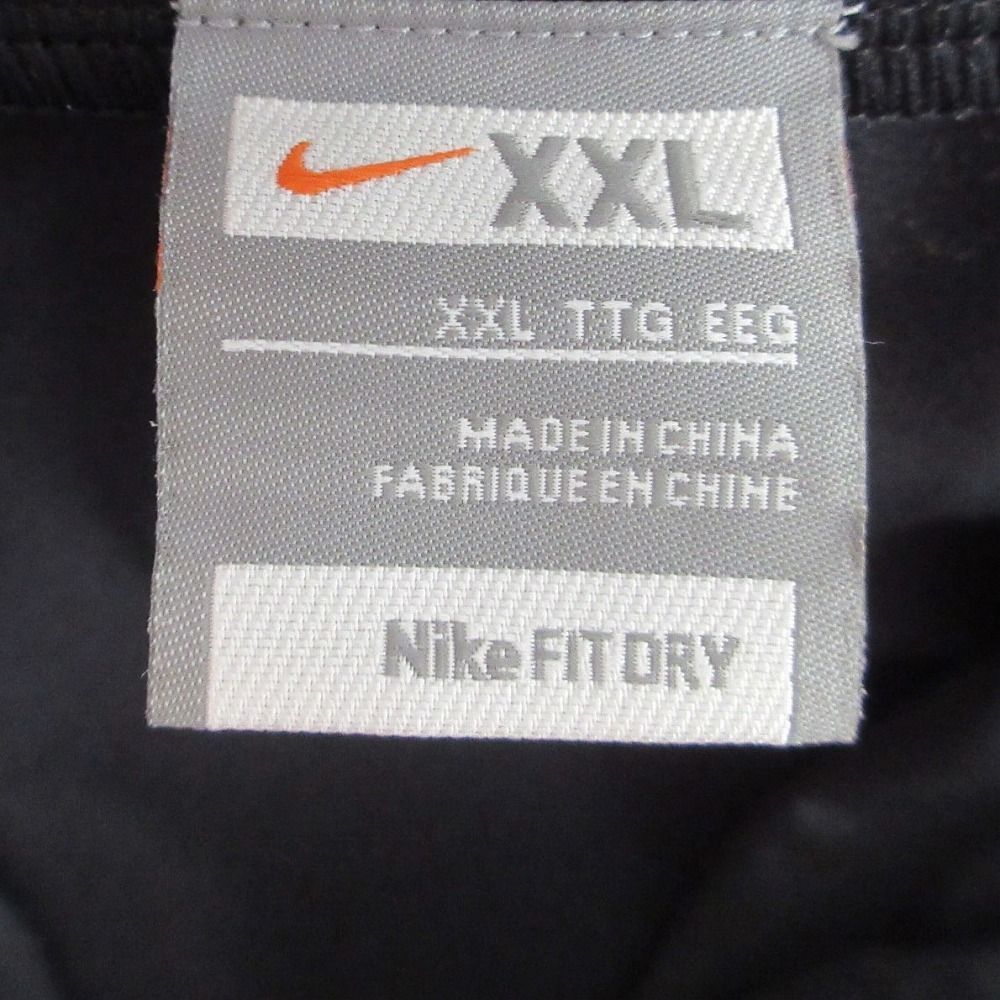 XXL
XXL TTG EEG
MADE IN CHINA
FABRIQUE EN CHINE
Nike FIT DRY